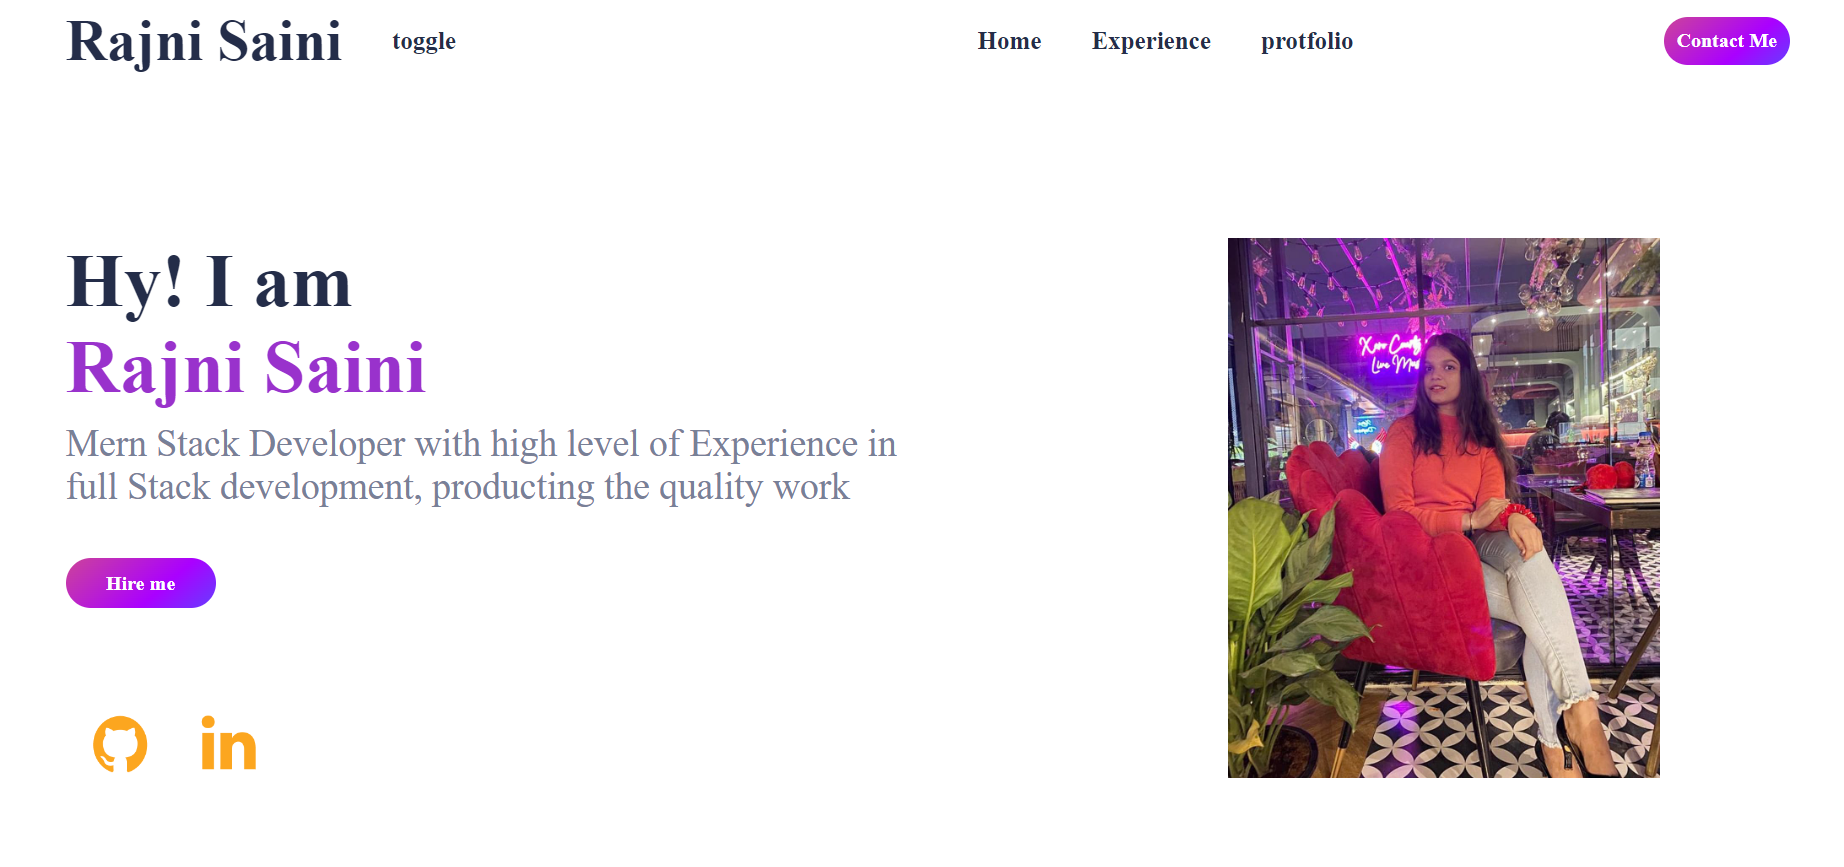 Rajni Saini toggle Home Experience protfolio Contact Me
Hy! I am
Rajni Saini
Mern Stack Developer with high level of Experience in
full Stack development, producting the quality work
Hire me
in
Live